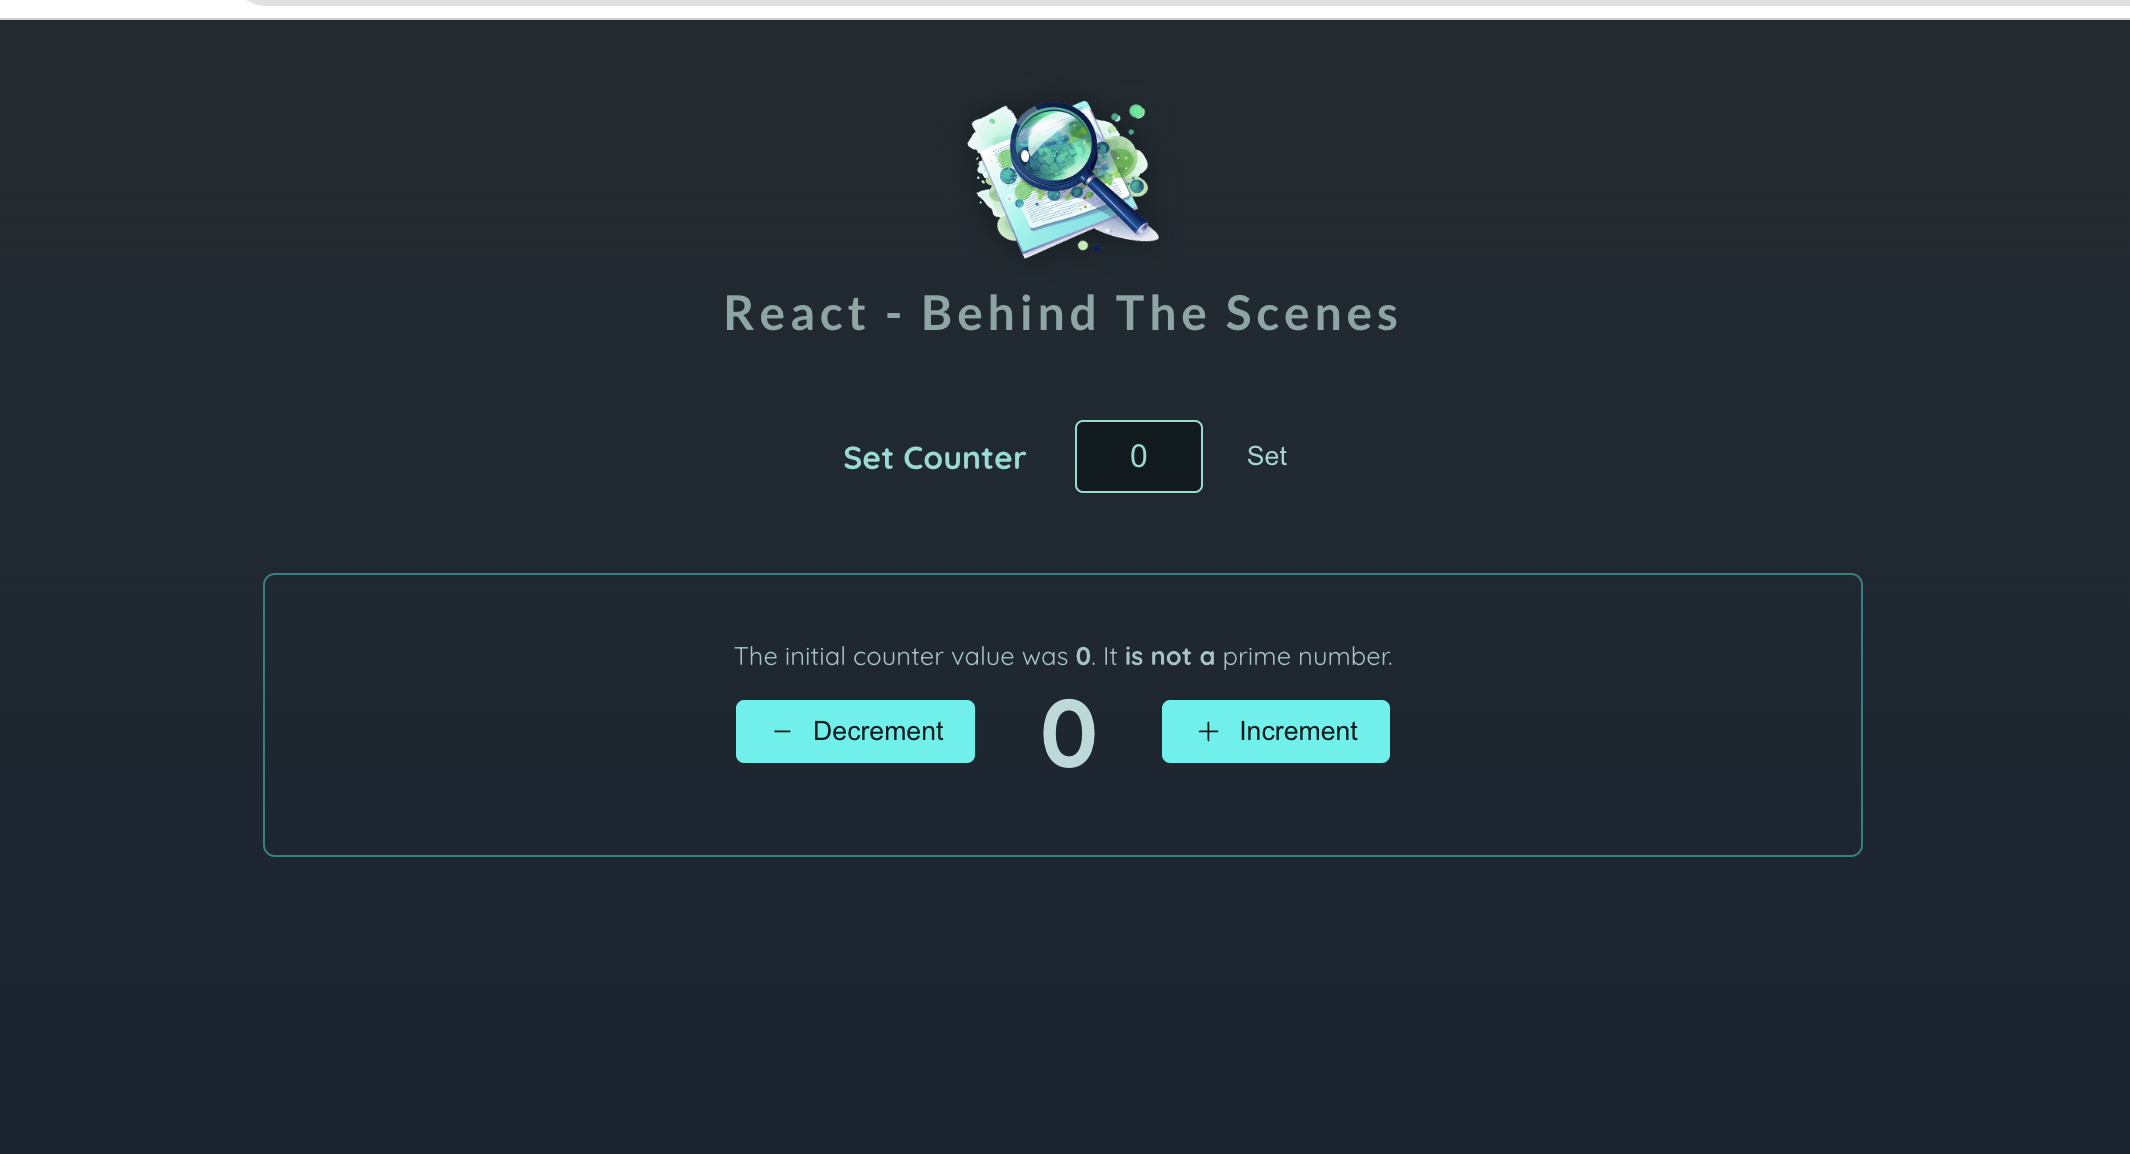 React - Behind The Scenes
Set Counter 0 Set
The initial counter value was 0. It is not a prime number.
− Decrement 0 + Increment